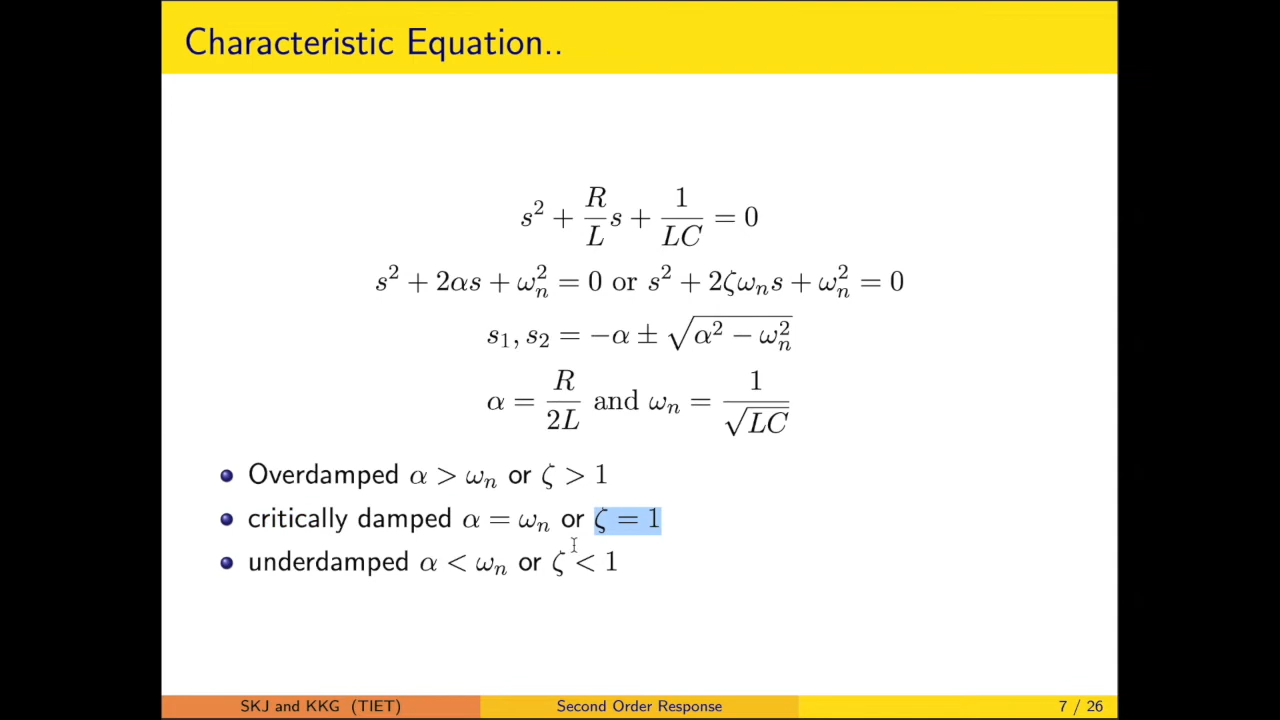 Characteristic Equation..
s² + R/L s + 1/LC = 0
s² + 2αs + ωₙ² = 0 or s² + 2ζωₙs + ωₙ² = 0
s₁, s₂ = −α ± √(α² − ωₙ²)
α = R/2L and ωₙ = 1/√LC
Overdamped α > ωₙ or ζ > 1
critically damped α = ωₙ or ζ = 1
underdamped α < ωₙ or ζ < 1
SKJ and KKG (TIET) Second Order Response 7 / 26